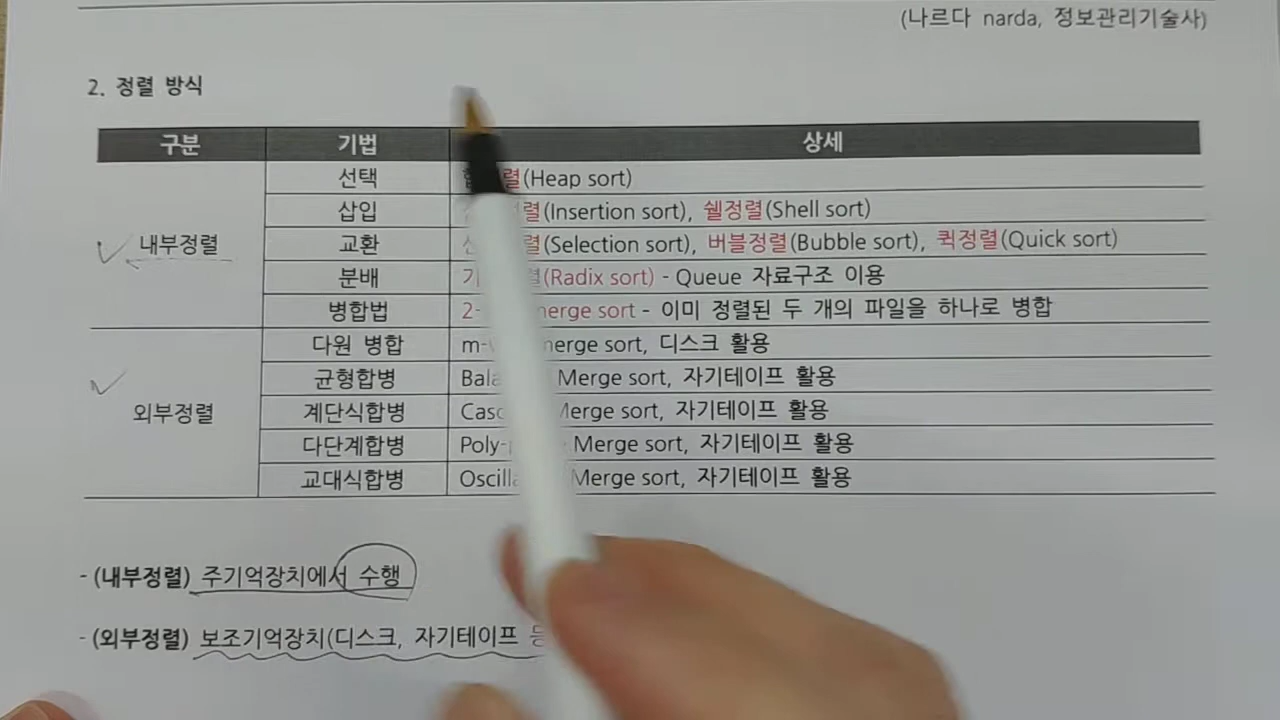 (나르다 narda, 정보관리기술사)
2. 정렬 방식
구분 기법 상세
선택 렬(Heap sort)
삽입 렬(Insertion sort), 쉘정렬(Shell sort)
내부정렬 교환 렬(Selection sort), 버블정렬(Bubble sort), 퀵정렬(Quick sort)
분배 렬(Radix sort) - Queue 자료구조 이용
병합법 2- merge sort - 이미 정렬된 두 개의 파일을 하나로 병합
다원 병합 m- merge sort, 디스크 활용
균형합병 Merge sort, 자기테이프 활용
외부정렬 계단식합병 Merge sort, 자기테이프 활용
다단계합병 Poly- Merge sort, 자기테이프 활용
교대식합병 Merge sort, 자기테이프 활용
- (내부정렬) 주기억장치에서 수행
- (외부정렬) 보조기억장치(디스크, 자기테이프